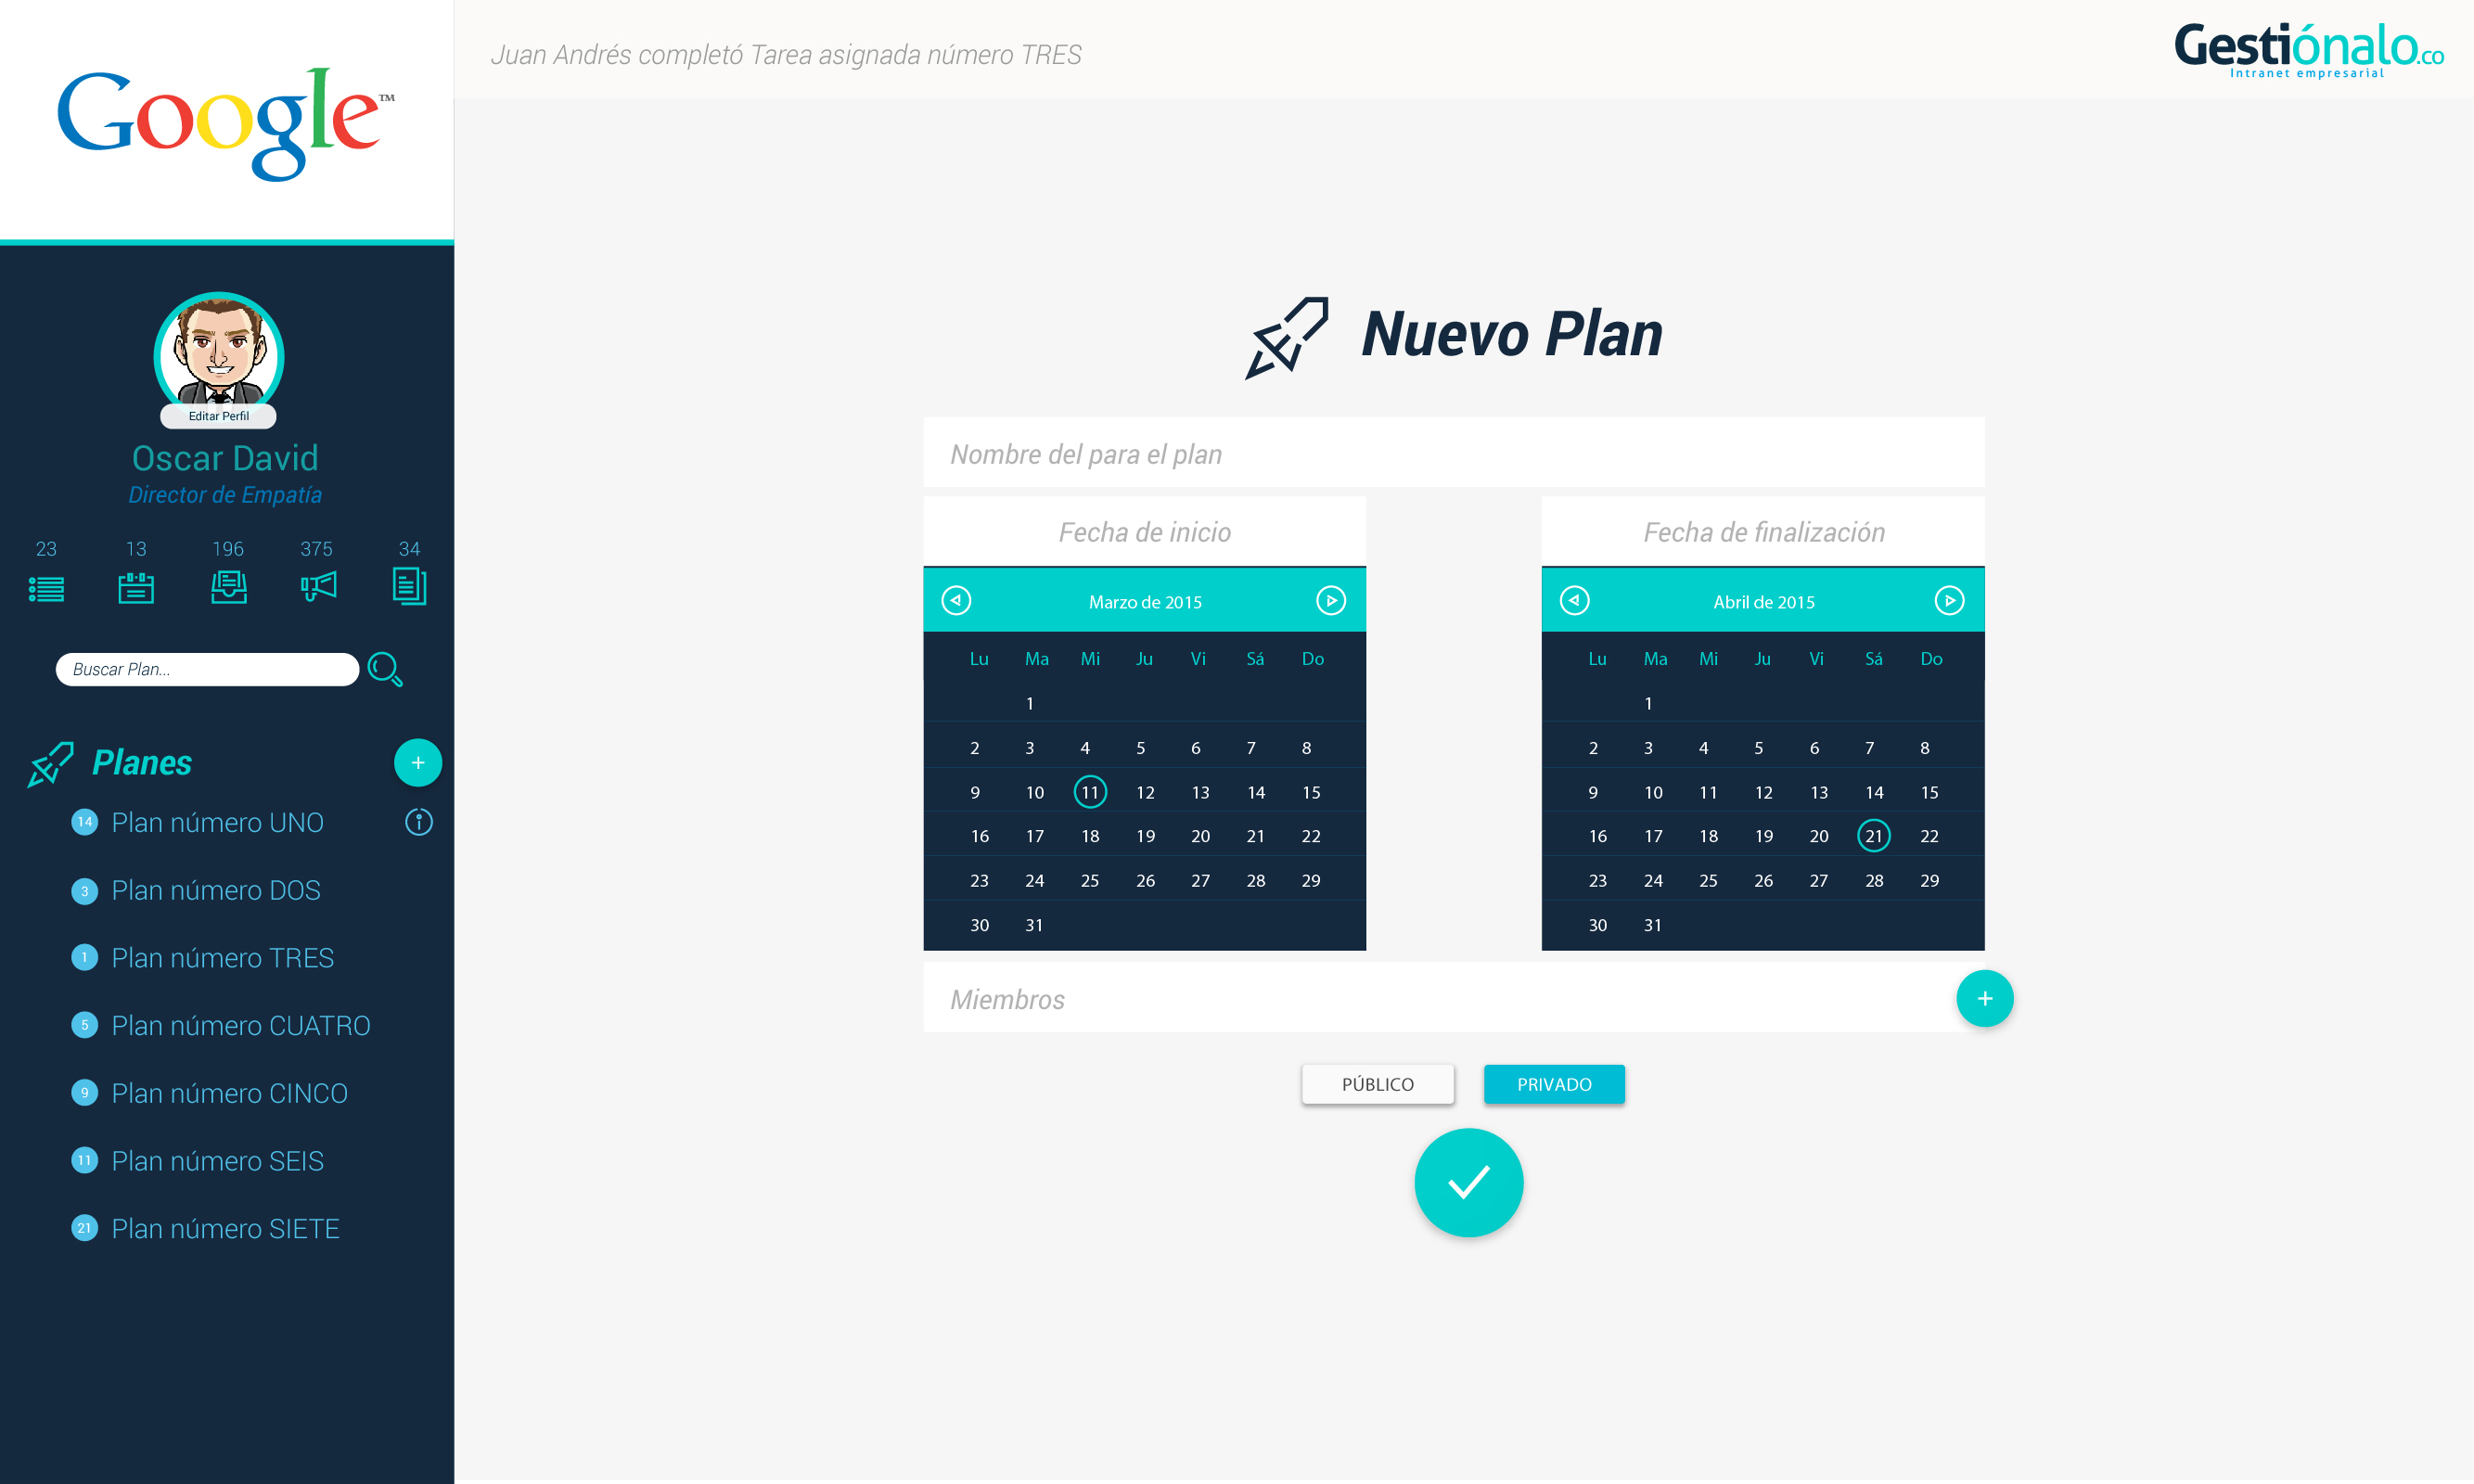 Google™
Juan Andrés completó Tarea asignada número TRES
Gestiónalo.co
Intranet empresarial
Editar Perfil
Oscar David
Director de Empatía
23 13 196 375 34
Buscar Plan...
Planes
+
14 Plan número UNO
3 Plan número DOS
1 Plan número TRES
5 Plan número CUATRO
9 Plan número CINCO
11 Plan número SEIS
21 Plan número SIETE
Nuevo Plan
Nombre del para el plan
Fecha de inicio
Marzo de 2015
Lu Ma Mi Ju Vi Sá Do
1
2 3 4 5 6 7 8
9 10 11 12 13 14 15
16 17 18 19 20 21 22
23 24 25 26 27 28 29
30 31
Fecha de finalización
Abril de 2015
Lu Ma Mi Ju Vi Sá Do
1
2 3 4 5 6 7 8
9 10 11 12 13 14 15
16 17 18 19 20 21 22
23 24 25 26 27 28 29
30 31
Miembros
+
PÚBLICO
PRIVADO